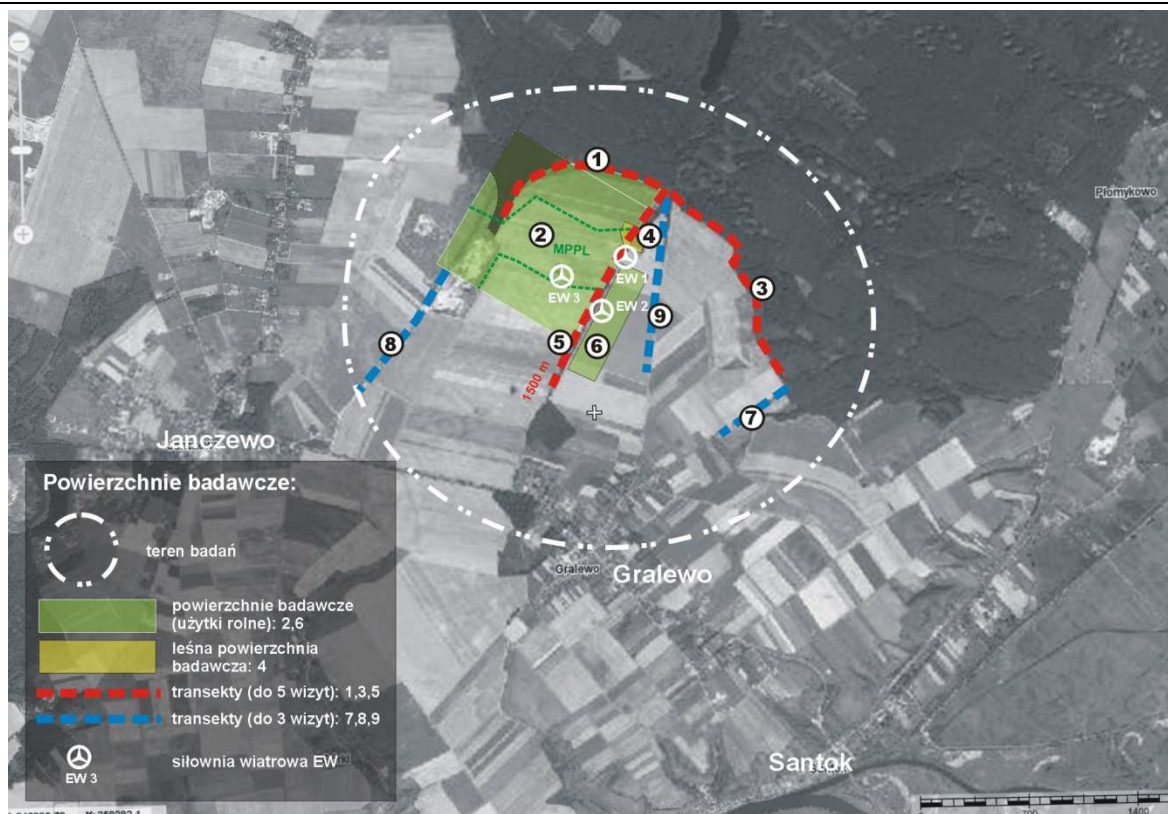 1
Płomykowo
2
MPPL
4
EW 1
EW 3
3
EW 2
9
5
6
8
1500 m
7
Janczewo
Powierzchnie badawcze:
teren badań
Gralewo
Gralewo
powierzchnie badawcze
(użytki rolne): 2,6
leśna powierzchnia
badawcza: 4
transekty (do 5 wizyt): 1,3,5
transekty (do 3 wizyt): 7,8,9
siłownia wiatrowa EW
EW 3
Santok
0
700
1400